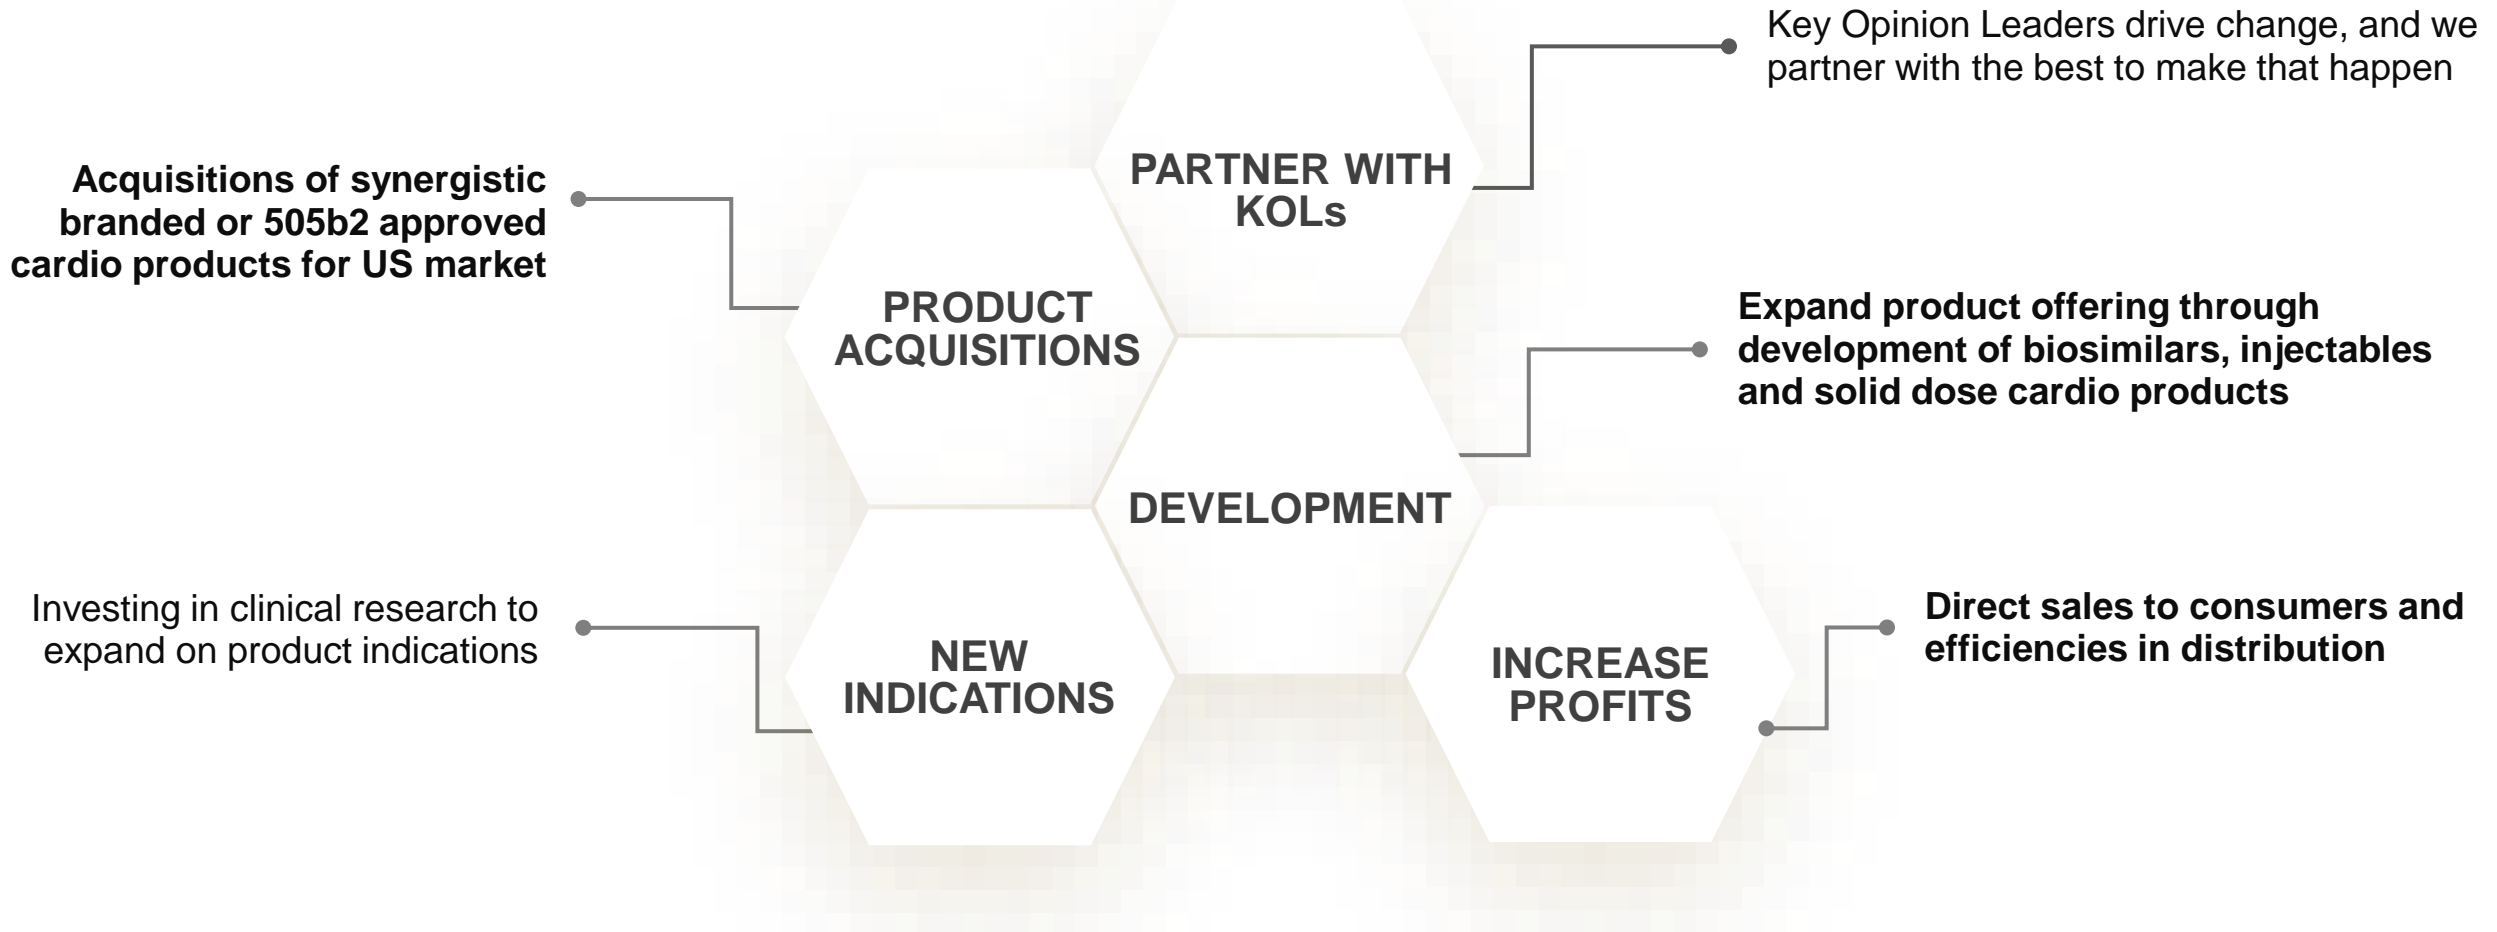 Key Opinion Leaders drive change, and we
partner with the best to make that happen
PARTNER WITH
KOLs
Acquisitions of synergistic
branded or 505b2 approved
cardio products for US market
PRODUCT
ACQUISITIONS
Expand product offering through
development of biosimilars, injectables
and solid dose cardio products
DEVELOPMENT
Investing in clinical research to
expand on product indications
NEW
INDICATIONS
Direct sales to consumers and
efficiencies in distribution
INCREASE
PROFITS